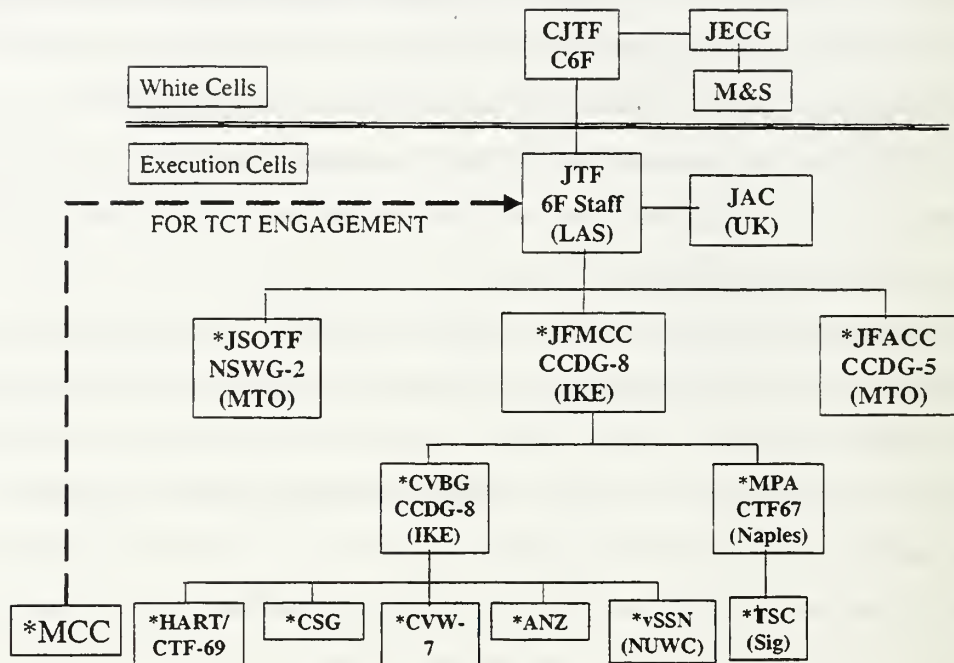 CJTF
C6F
JECG
M&S
White Cells
Execution Cells
JTF
6F Staff
(LAS)
JAC
(UK)
FOR TCT ENGAGEMENT
*JSOTF
NSWG-2
(MTO)
*JFMCC
CCDG-8
(IKE)
*JFACC
CCDG-5
(MTO)
*CVBG
CCDG-8
(IKE)
*MPA
CTF67
(Naples)
*MCC
*HART/
CTF-69
*CSG
*CVW-
7
*ANZ
*vSSN
(NUWC)
*TSC
(Sig)